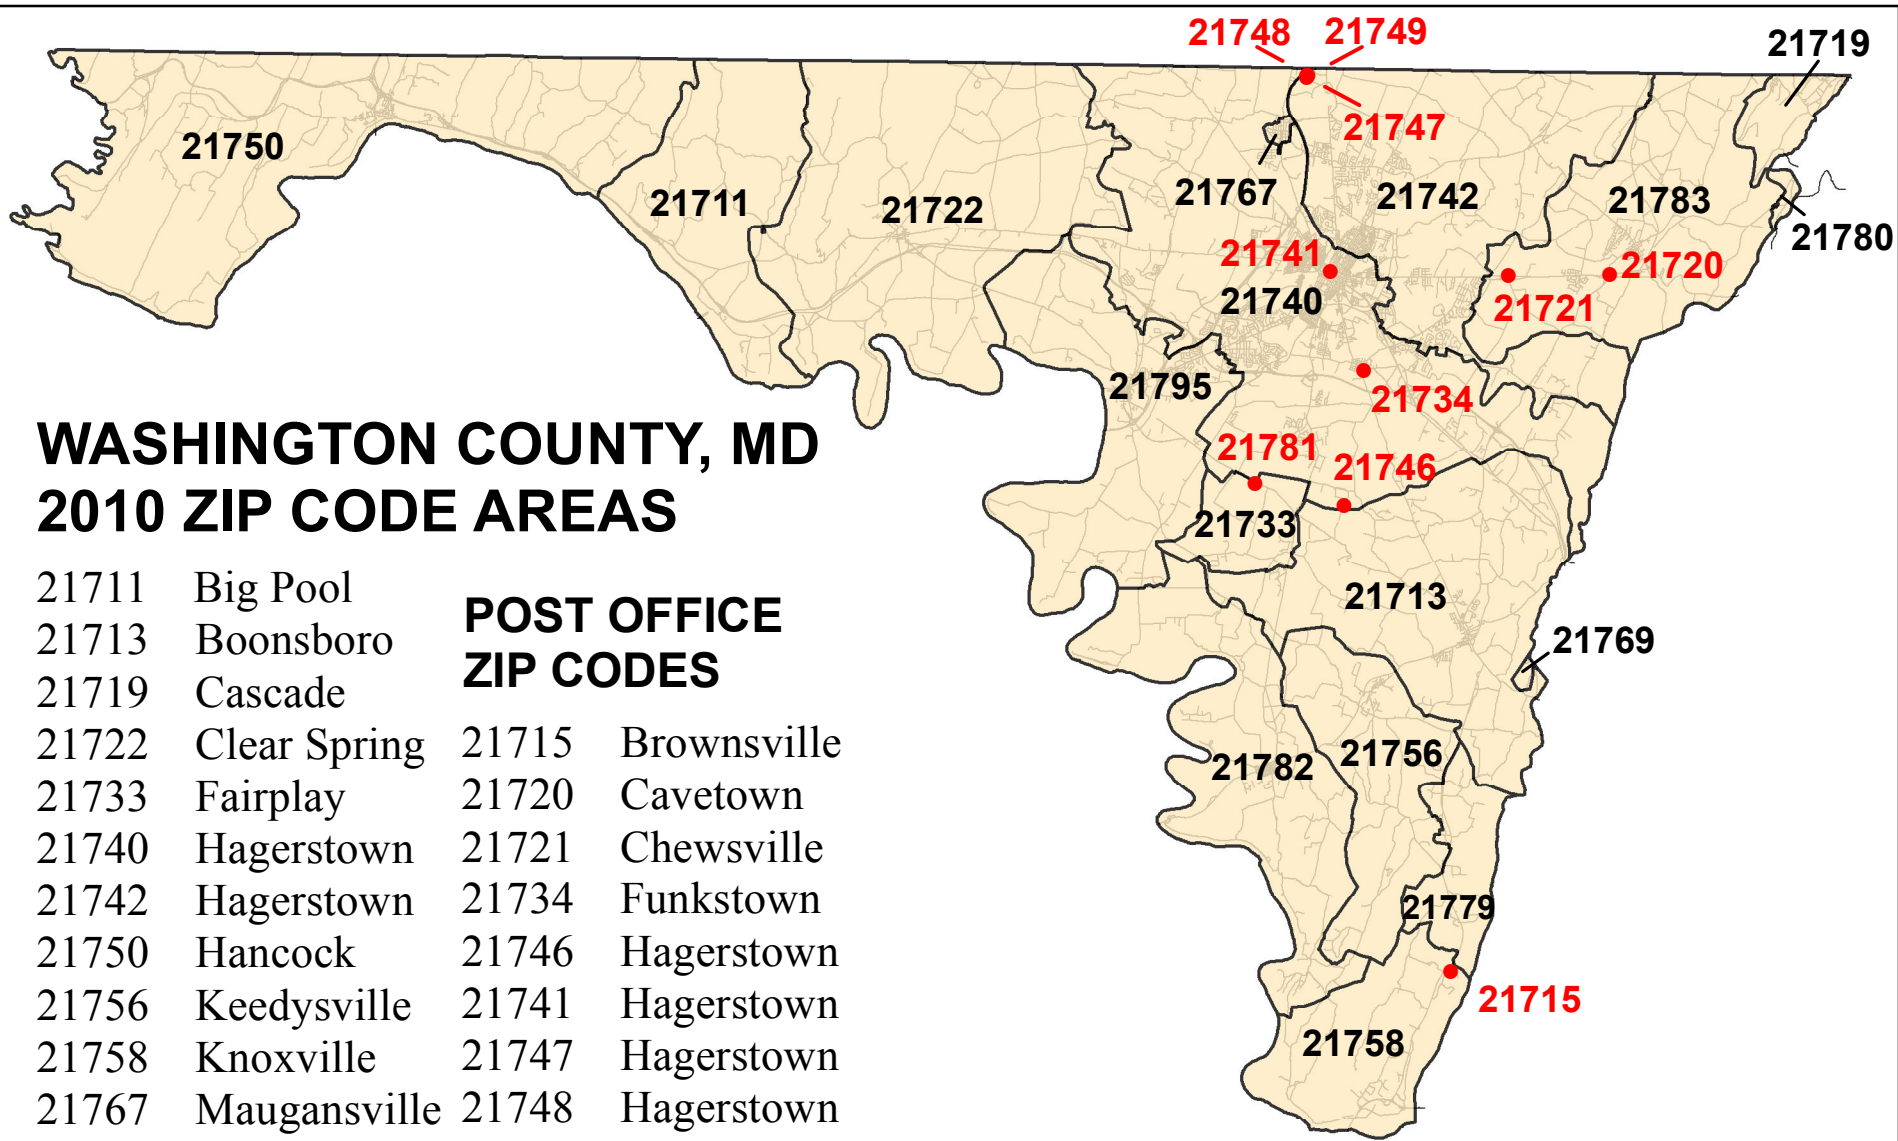 21748 21749
21719
21747
21750
21711
21722
21767
21742
21783
21780
21741
21740
21720
21721
21795
21734
21781
21746
21733
21713
21769
21782
21756
21779
21715
21758
WASHINGTON COUNTY, MD
2010 ZIP CODE AREAS
21711 Big Pool
21713 Boonsboro
21719 Cascade
21722 Clear Spring
21733 Fairplay
21740 Hagerstown
21742 Hagerstown
21750 Hancock
21756 Keedysville
21758 Knoxville
21767 Maugansville
POST OFFICE
ZIP CODES
21715 Brownsville
21720 Cavetown
21721 Chewsville
21734 Funkstown
21746 Hagerstown
21741 Hagerstown
21747 Hagerstown
21748 Hagerstown